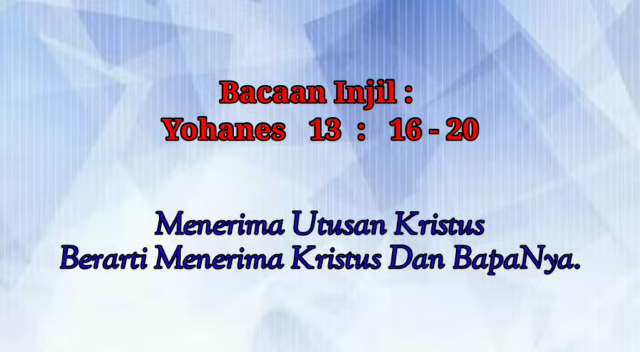 Bacaan Injil :
Yohanes 13 : 16 - 20
Menerima Utusan Kristus
Berarti Menerima Kristus Dan BapaNya.